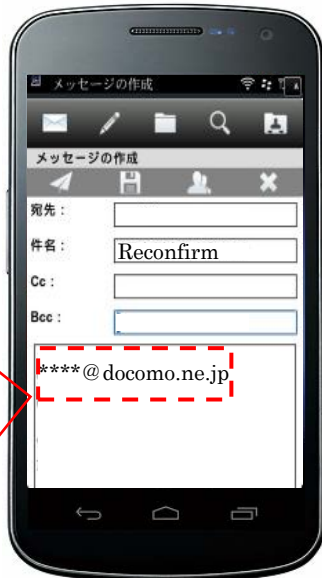 メッセージの作成
メッセージの作成
宛先：
件名： Reconfirm
Cc：
Bcc：
****@docomo.ne.jp